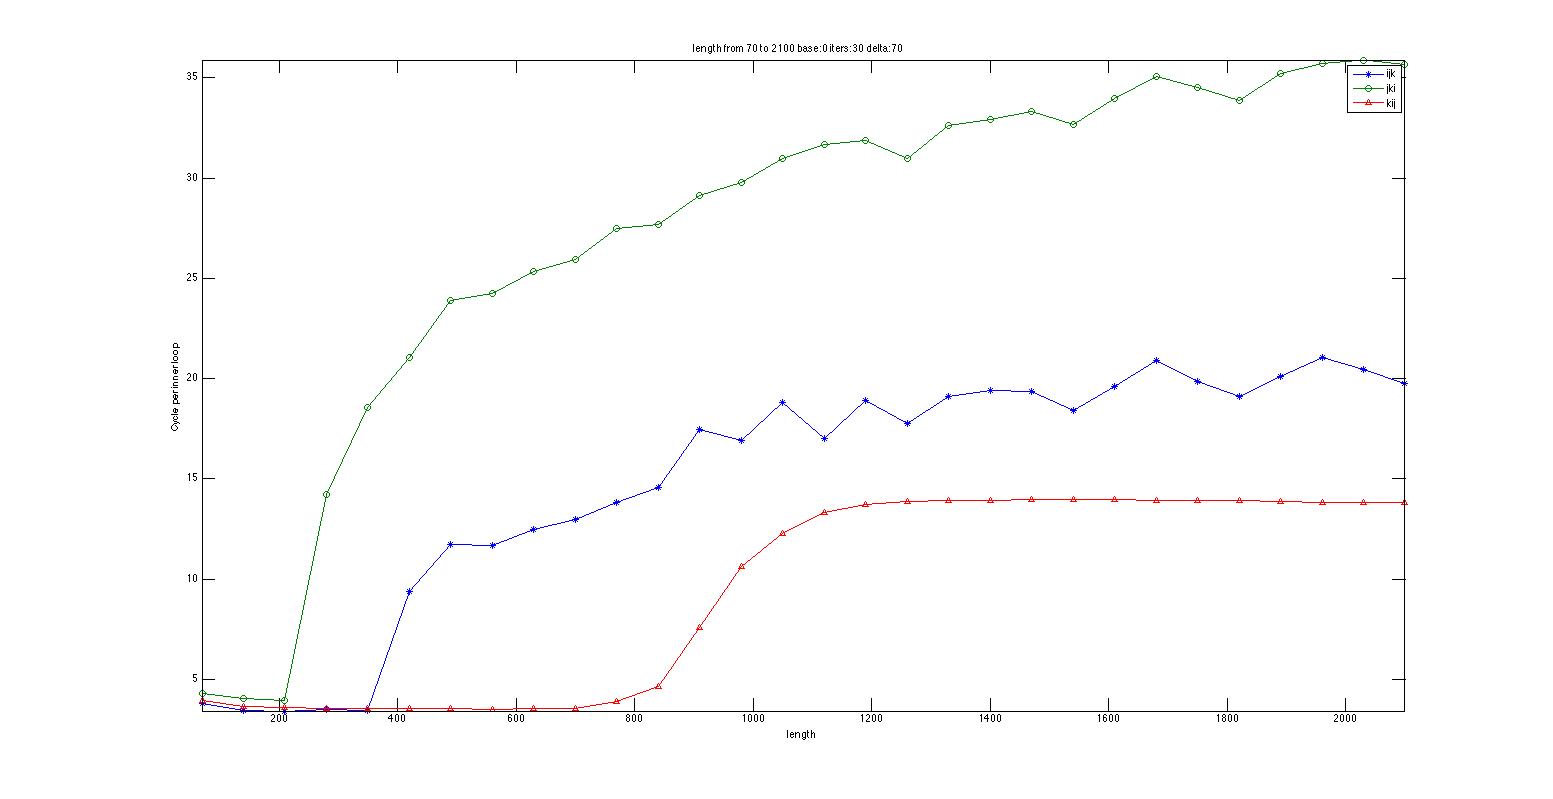 length from 70 to 2100 base:0 iters:30 delta:70
35
30
25
20
15
10
5
Cycle per inner loop
ijk
jki
kij
200 400 600 800 1000 1200 1400 1600 1800 2000
length